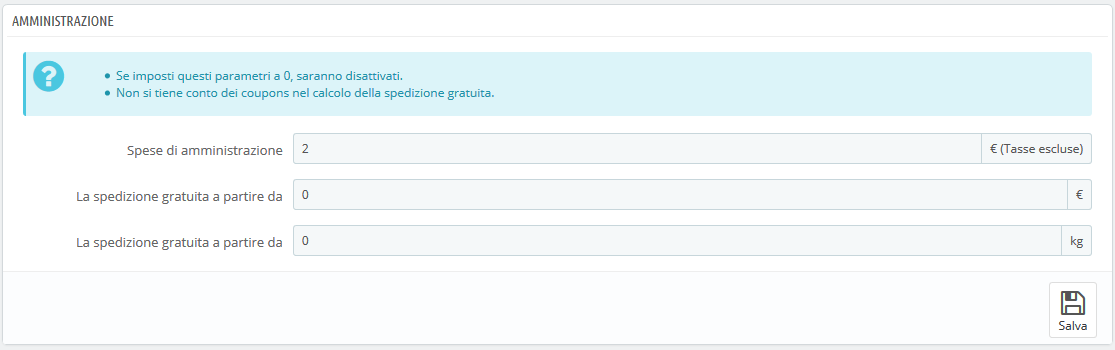 AMMINISTRAZIONE
Se imposti questi parametri a 0, saranno disattivati.
Non si tiene conto dei coupons nel calcolo della spedizione gratuita.
Spese di amministrazione 2 € (Tasse escluse)
La spedizione gratuita a partire da 0 €
La spedizione gratuita a partire da 0 kg
Salva